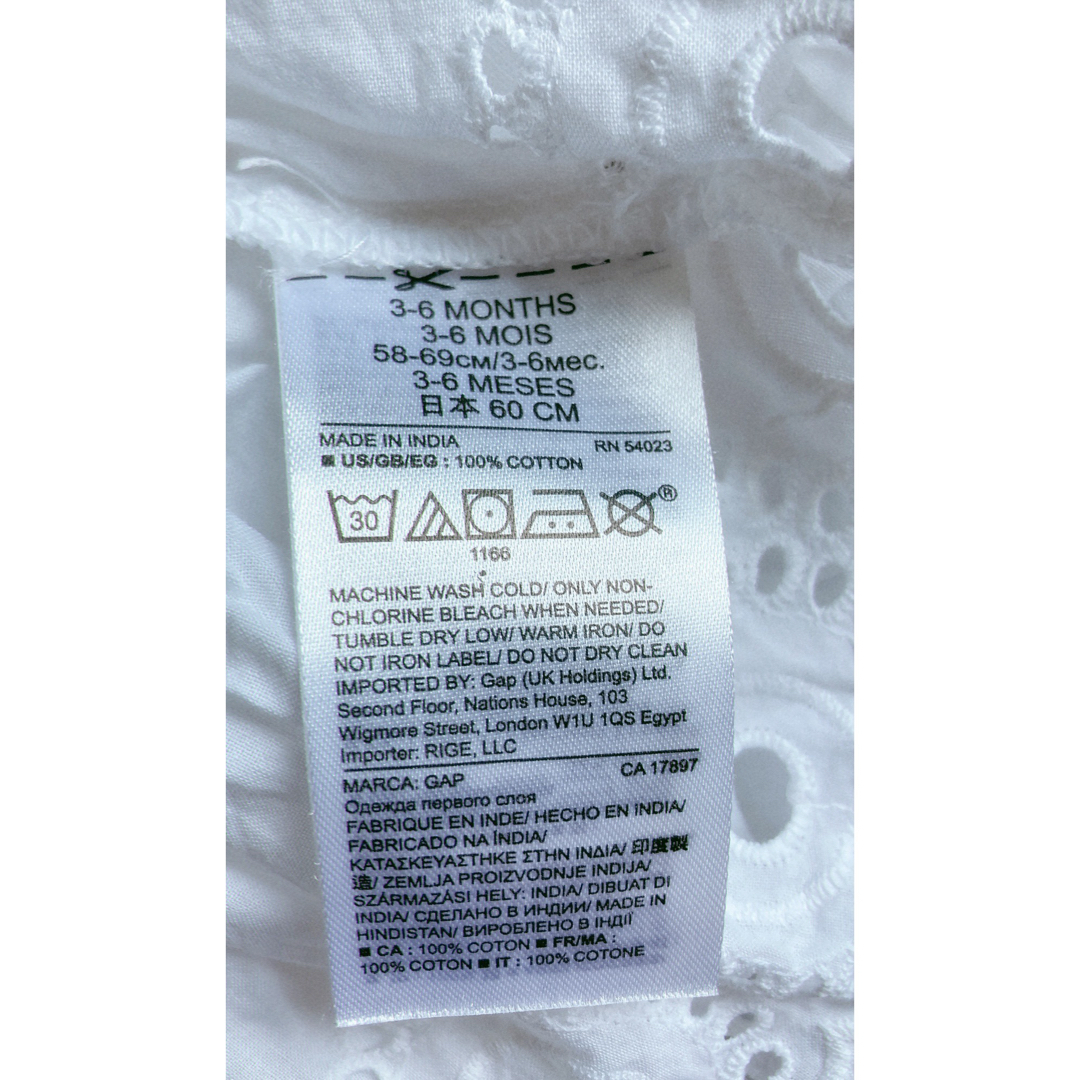 3-6 MONTHS
3-6 MOIS
58-69см/3-6мес.
3-6 MESES
日本 60 CM
MADE IN INDIA RN 54023
■ US/GB/EG : 100% COTTON
30 ®
1166
MACHINE WASH COLD/ ONLY NON-
CHLORINE BLEACH WHEN NEEDED/
TUMBLE DRY LOW/ WARM IRON/ DO
NOT IRON LABEL/ DO NOT DRY CLEAN
IMPORTED BY: Gap (UK Holdings) Ltd.
Second Floor, Nations House, 103
Wigmore Street, London W1U 1QS Egypt
Importer: RIGE, LLC
MARCA: GAP CA 17897
Одежда первого слоя
FABRIQUE EN INDE/ HECHO EN INDIA/
FABRICADO NA ÍNDIA/
ΚΑΤΑΣΚΕΥΑΣΤΗΚΕ ΣΤΗΝ ΙΝΔΙΑ/ 印度製
造/ ZEMLJA PROIZVODNJE INDIJA/
SZÁRMAZÁSI HELY: INDIA/ DIBUAT DI
INDIA/ СДЕЛАНО В ИНДИИ/ MADE IN
HINDISTAN/ ВИРОБЛЕНО В ІНДІЇ
■ CA : 100% COTON ■ FR/MA :
100% COTON ■ IT : 100% COTONE